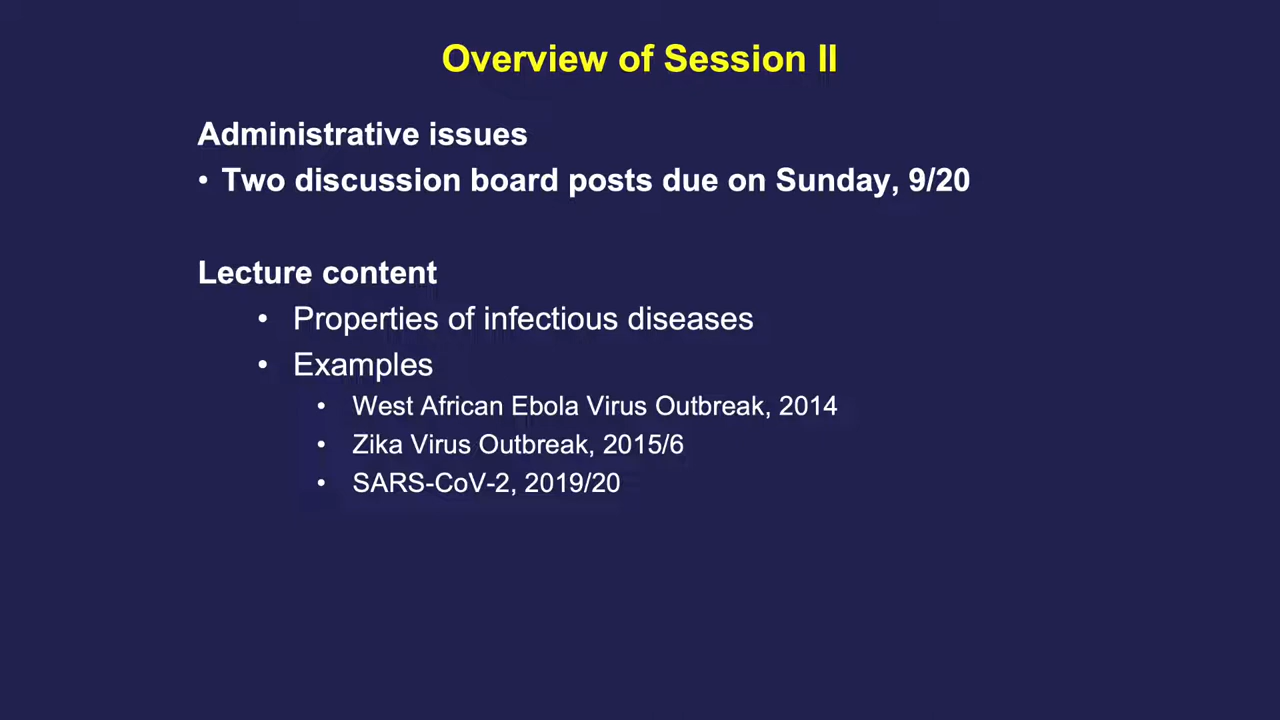 Overview of Session II
Administrative issues
• Two discussion board posts due on Sunday, 9/20
Lecture content
• Properties of infectious diseases
• Examples
• West African Ebola Virus Outbreak, 2014
• Zika Virus Outbreak, 2015/6
• SARS-CoV-2, 2019/20